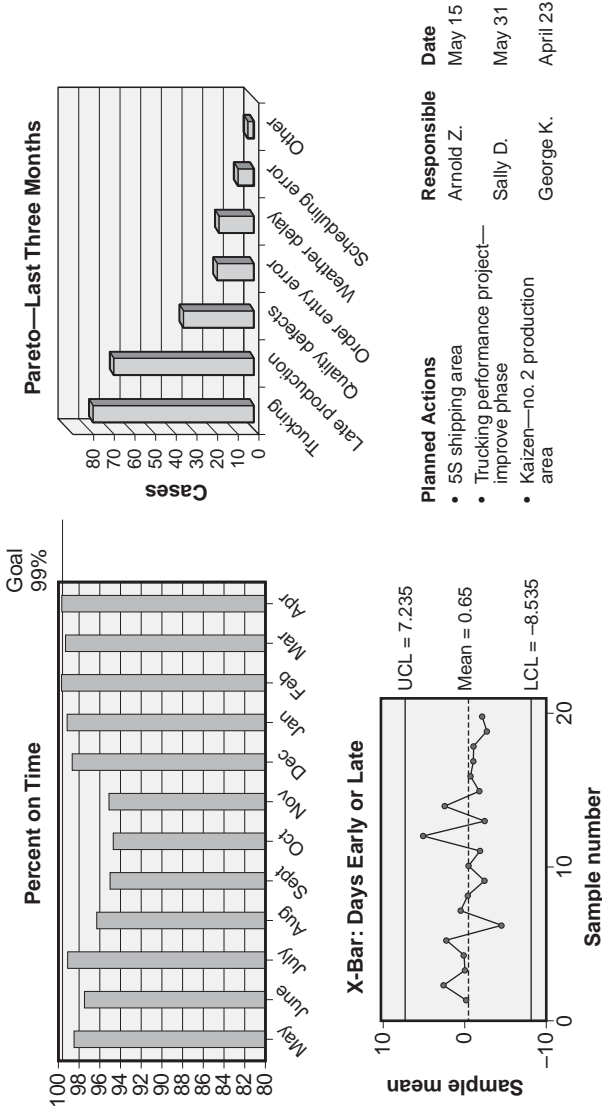 Percent on Time
Goal
99%
100
98
96
94
92
90
88
86
84
82
80
May
June
July
Aug
Sept
Oct
Nov
Dec
Jan
Feb
Mar
Apr
Pareto—Last Three Months
Cases
80
70
60
50
40
30
20
10
0
Trucking
Late production
Quality defects
Order entry error
Weather delay
Scheduling error
Other
X-Bar: Days Early or Late
Sample mean
10
0
–10
0
10
20
Sample number
UCL = 7.235
Mean = 0.65
LCL = –8.535
Planned Actions Responsible Date
• 5S shipping area Arnold Z. May 15
• Trucking performance project— Sally D. May 31
improve phase
• Kaizen—no. 2 production George K. April 23
area